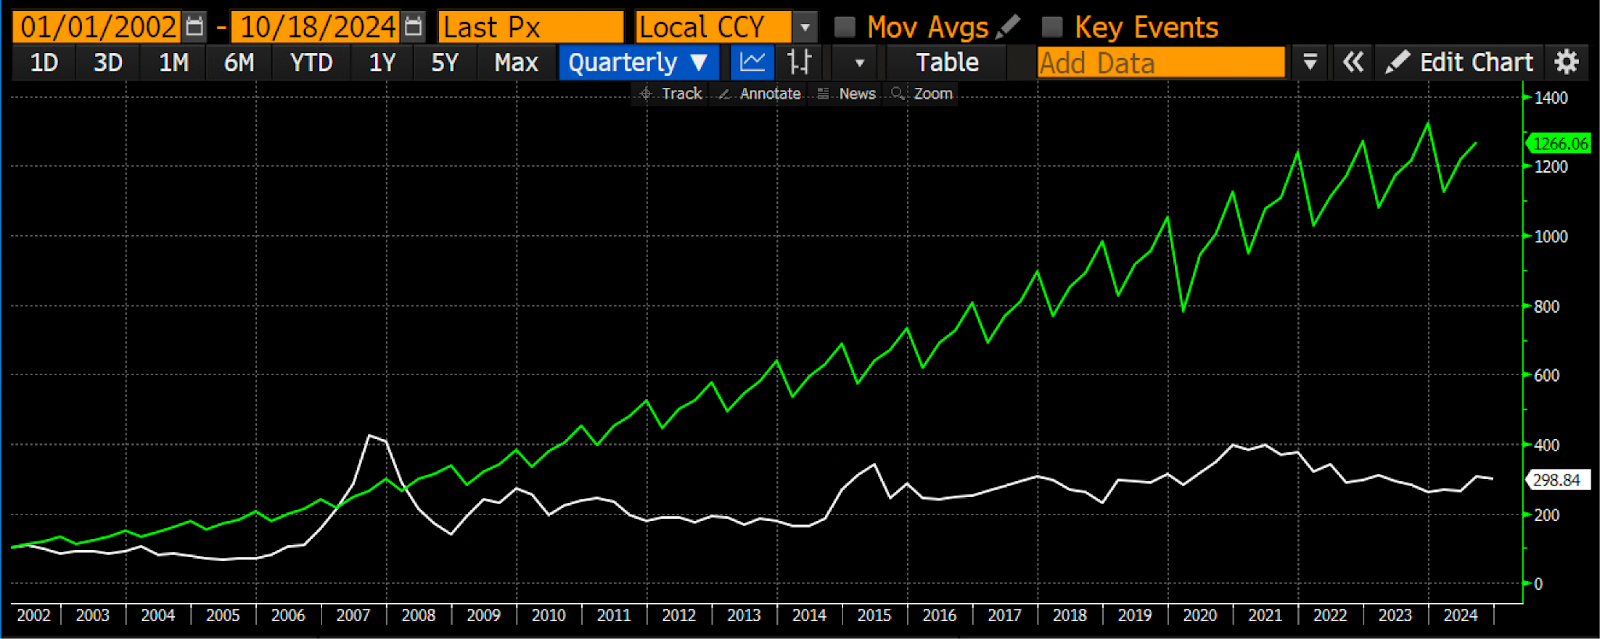 01/01/2002 - 10/18/2024 Last Px Local CCY Mov Avgs Key Events
1D 3D 1M 6M YTD 1Y 5Y Max Quarterly ▼ Table Add Data Edit Chart
Track Annotate News Zoom
1400
1266.06
1200
1000
800
600
400
298.84
200
0
2002 2003 2004 2005 2006 2007 2008 2009 2010 2011 2012 2013 2014 2015 2016 2017 2018 2019 2020 2021 2022 2023 2024